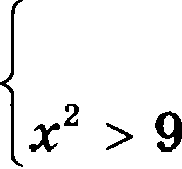 {
x² > 9